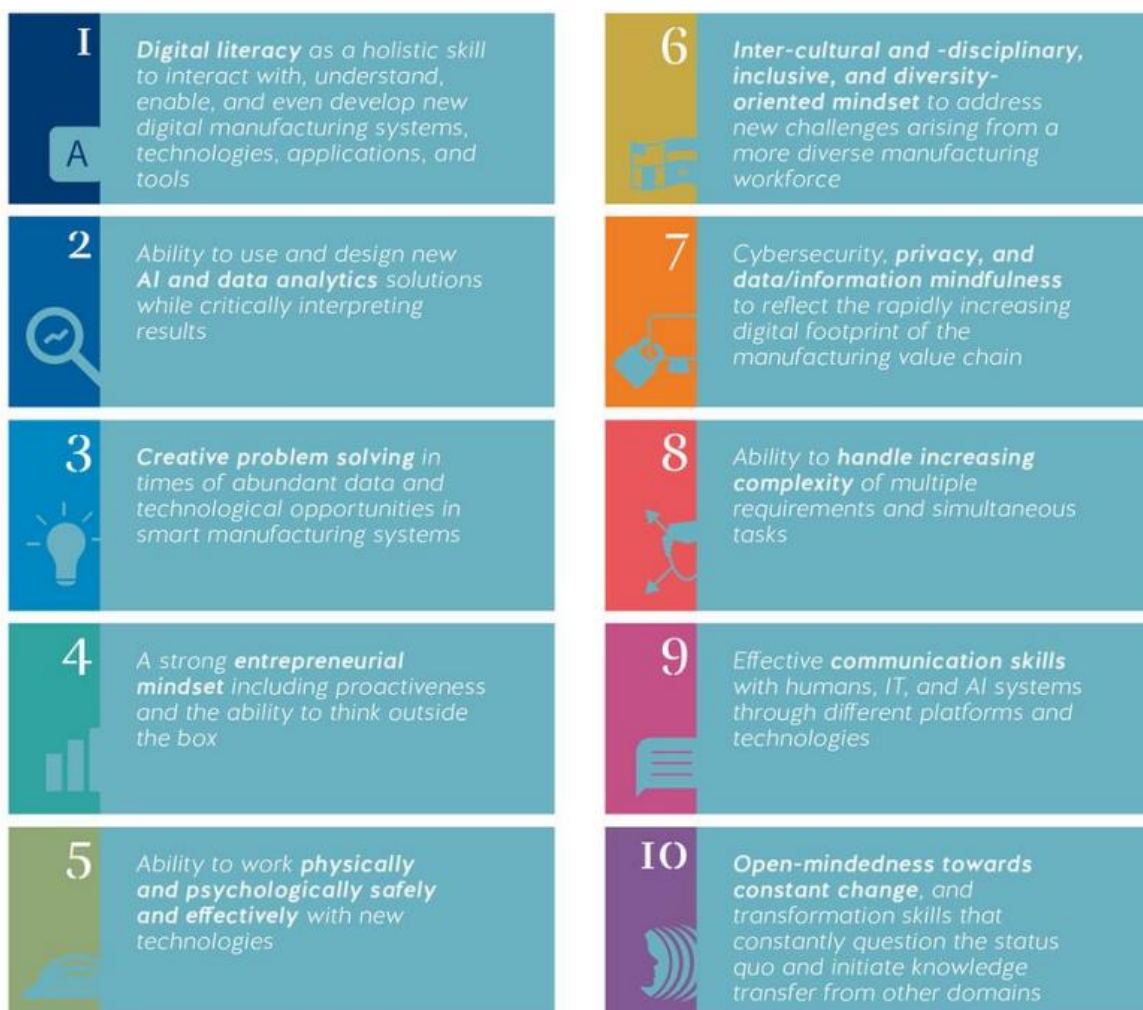 1
Digital literacy as a holistic skill
to interact with, understand,
enable, and even develop new
digital manufacturing systems,
technologies, applications, and
tools
A
2
Ability to use and design new
AI and data analytics solutions
while critically interpreting
results
3
Creative problem solving in
times of abundant data and
technological opportunities in
smart manufacturing systems
4
A strong entrepreneurial
mindset including proactiveness
and the ability to think outside
the box
5
Ability to work physically
and psychologically safely
and effectively with new
technologies
6
Inter-cultural and -disciplinary,
inclusive, and diversity-
oriented mindset to address
new challenges arising from a
more diverse manufacturing
workforce
7
Cybersecurity, privacy, and
data/information mindfulness
to reflect the rapidly increasing
digital footprint of the
manufacturing value chain
8
Ability to handle increasing
complexity of multiple
requirements and simultaneous
tasks
9
Effective communication skills
with humans, IT, and AI systems
through different platforms and
technologies
10
Open-mindedness towards
constant change, and
transformation skills that
constantly question the status
quo and initiate knowledge
transfer from other domains